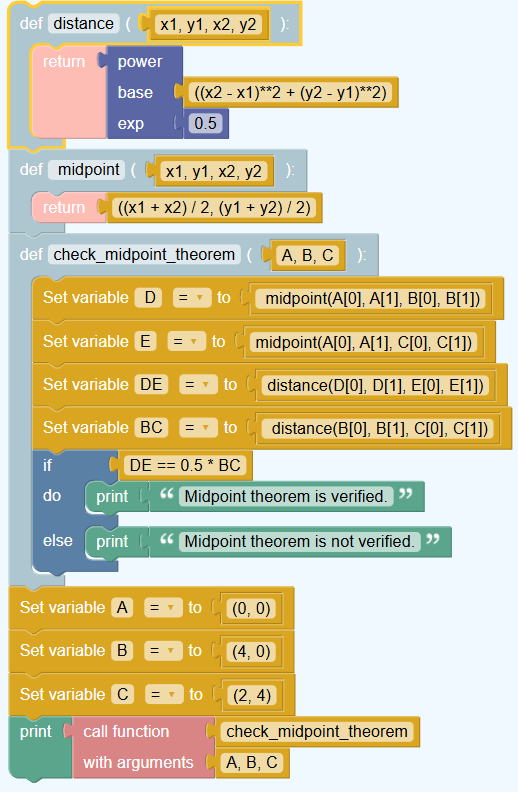 def distance ( x1, y1, x2, y2 ):
return power
base ((x2 - x1)**2 + (y2 - y1)**2)
exp 0.5
def midpoint ( x1, y1, x2, y2 ):
return ((x1 + x2) / 2, (y1 + y2) / 2)
def check_midpoint_theorem ( A, B, C ):
Set variable D = to midpoint(A[0], A[1], B[0], B[1])
Set variable E = to midpoint(A[0], A[1], C[0], C[1])
Set variable DE = to distance(D[0], D[1], E[0], E[1])
Set variable BC = to distance(B[0], B[1], C[0], C[1])
if DE == 0.5 * BC
do print “ Midpoint theorem is verified. ”
else print “ Midpoint theorem is not verified. ”
Set variable A = to (0, 0)
Set variable B = to (4, 0)
Set variable C = to (2, 4)
print call function check_midpoint_theorem
with arguments A, B, C